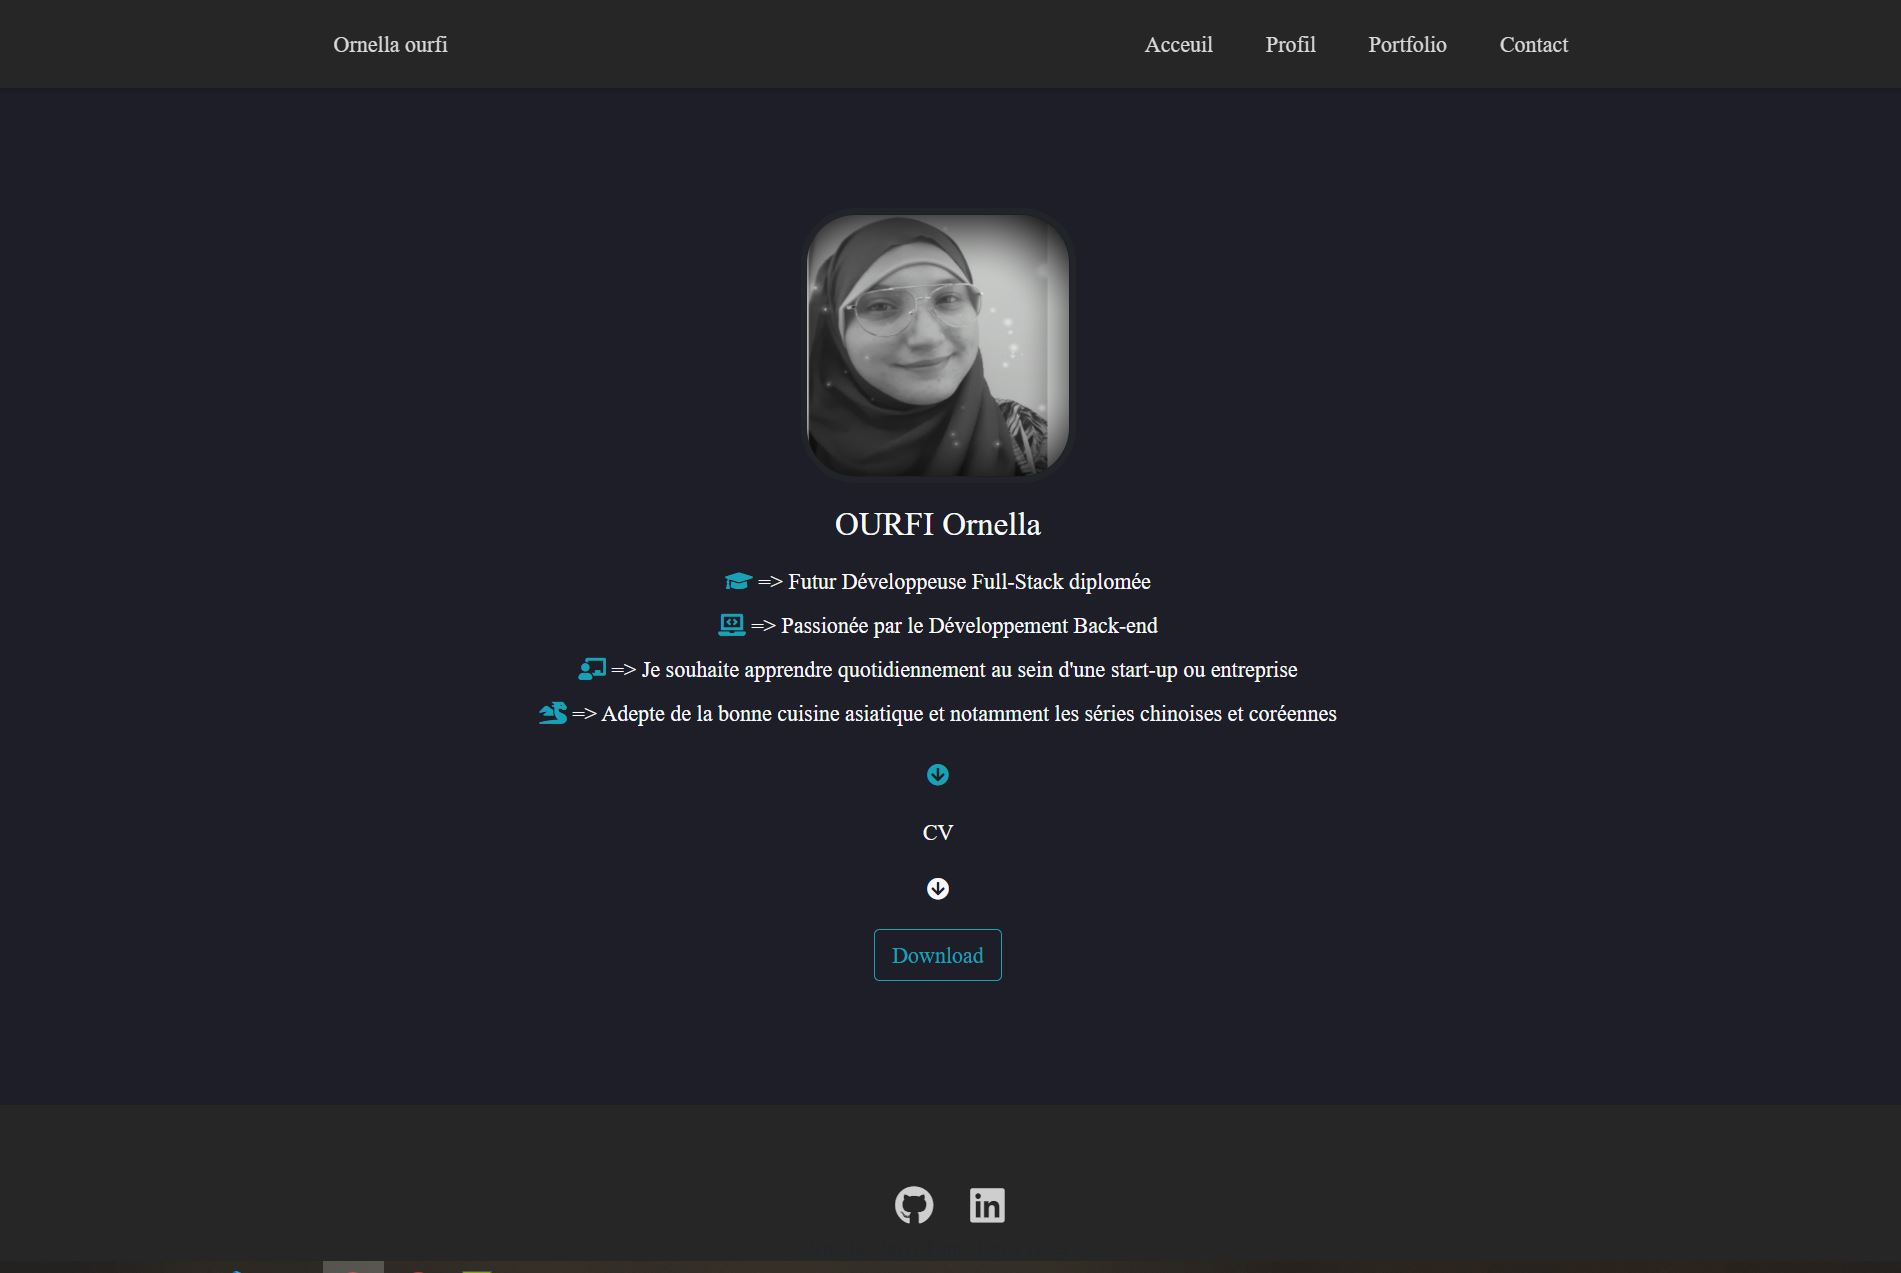 Ornella ourfi
Acceuil
Profil
Portfolio
Contact
OURFI Ornella
=> Futur Développeuse Full-Stack diplomée
=> Passionée par le Développement Back-end
=> Je souhaite apprendre quotidiennement au sein d'une start-up ou entreprise
=> Adepte de la bonne cuisine asiatique et notamment les séries chinoises et coréennes
CV
Download
in